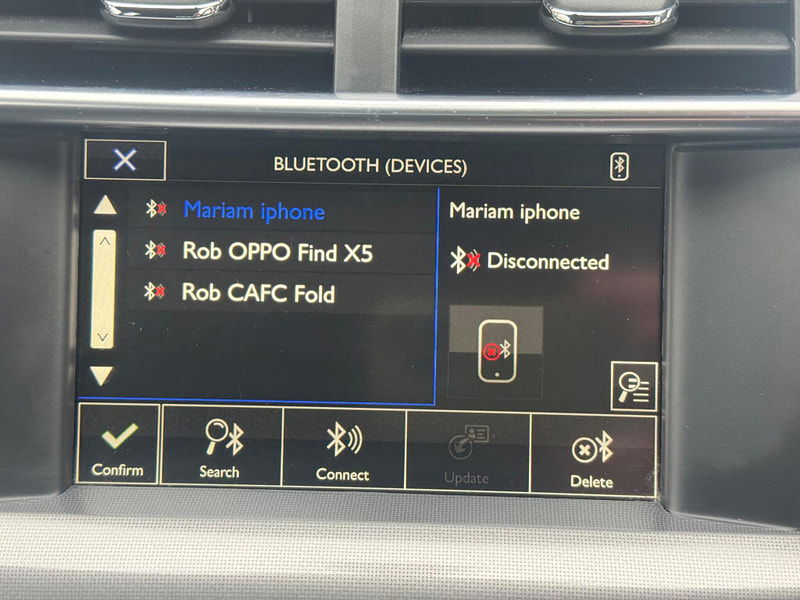 BLUETOOTH (DEVICES)
Mariam iphone
Rob OPPO Find X5
Rob CAFC Fold
Mariam iphone
Disconnected
Confirm
Search
Connect
Update
Delete